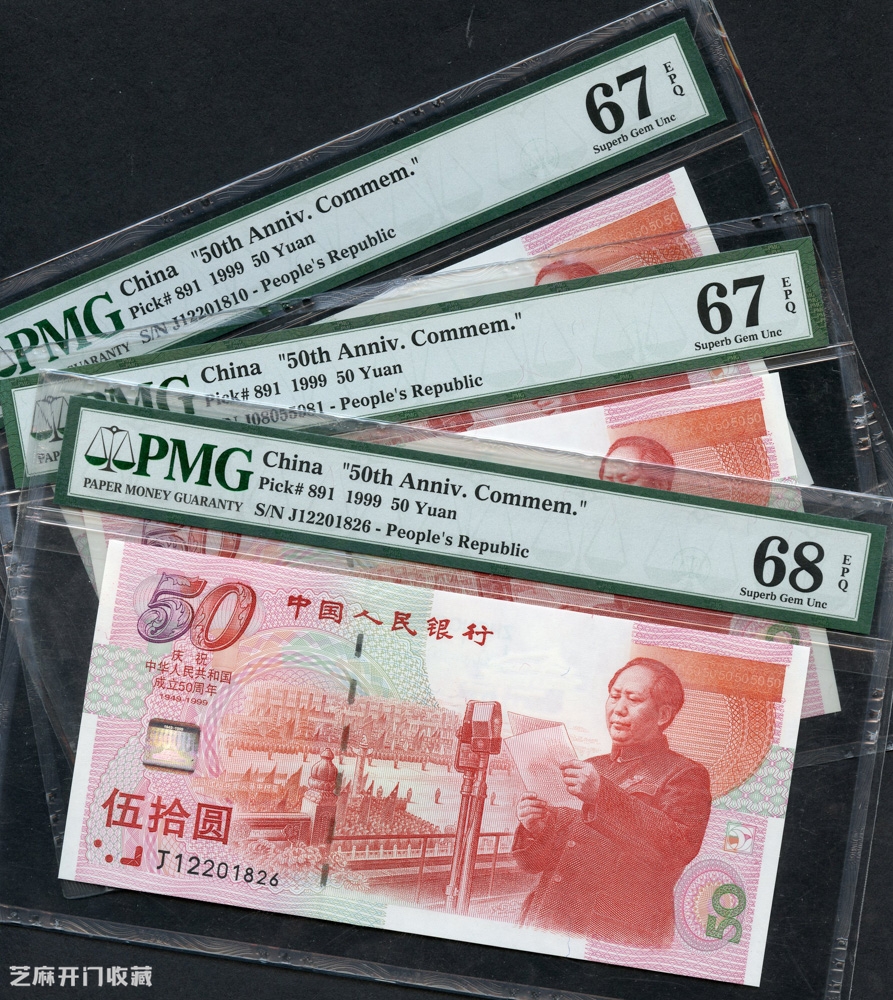 67 EPQ
Superb Gem Unc
China "50th Anniv. Commem."
Pick# 891 1999 50 Yuan
S/N J12201810 - People's Republic
PMG
GUARANTY
67 EPQ
Superb Gem Unc
China "50th Anniv. Commem."
Pick# 891 1999 50 Yuan
J08055081 - People's Republic
PMG
PMG
PAPER MONEY GUARANTY
China "50th Anniv. Commem."
Pick# 891 1999 50 Yuan
S/N J12201826 - People's Republic
68 EPQ
Superb Gem Unc
50
中国人民银行
庆祝
中华人民共和国
成立50周年
1949-1999
伍拾圆
J12201826
50
芝麻开门收藏